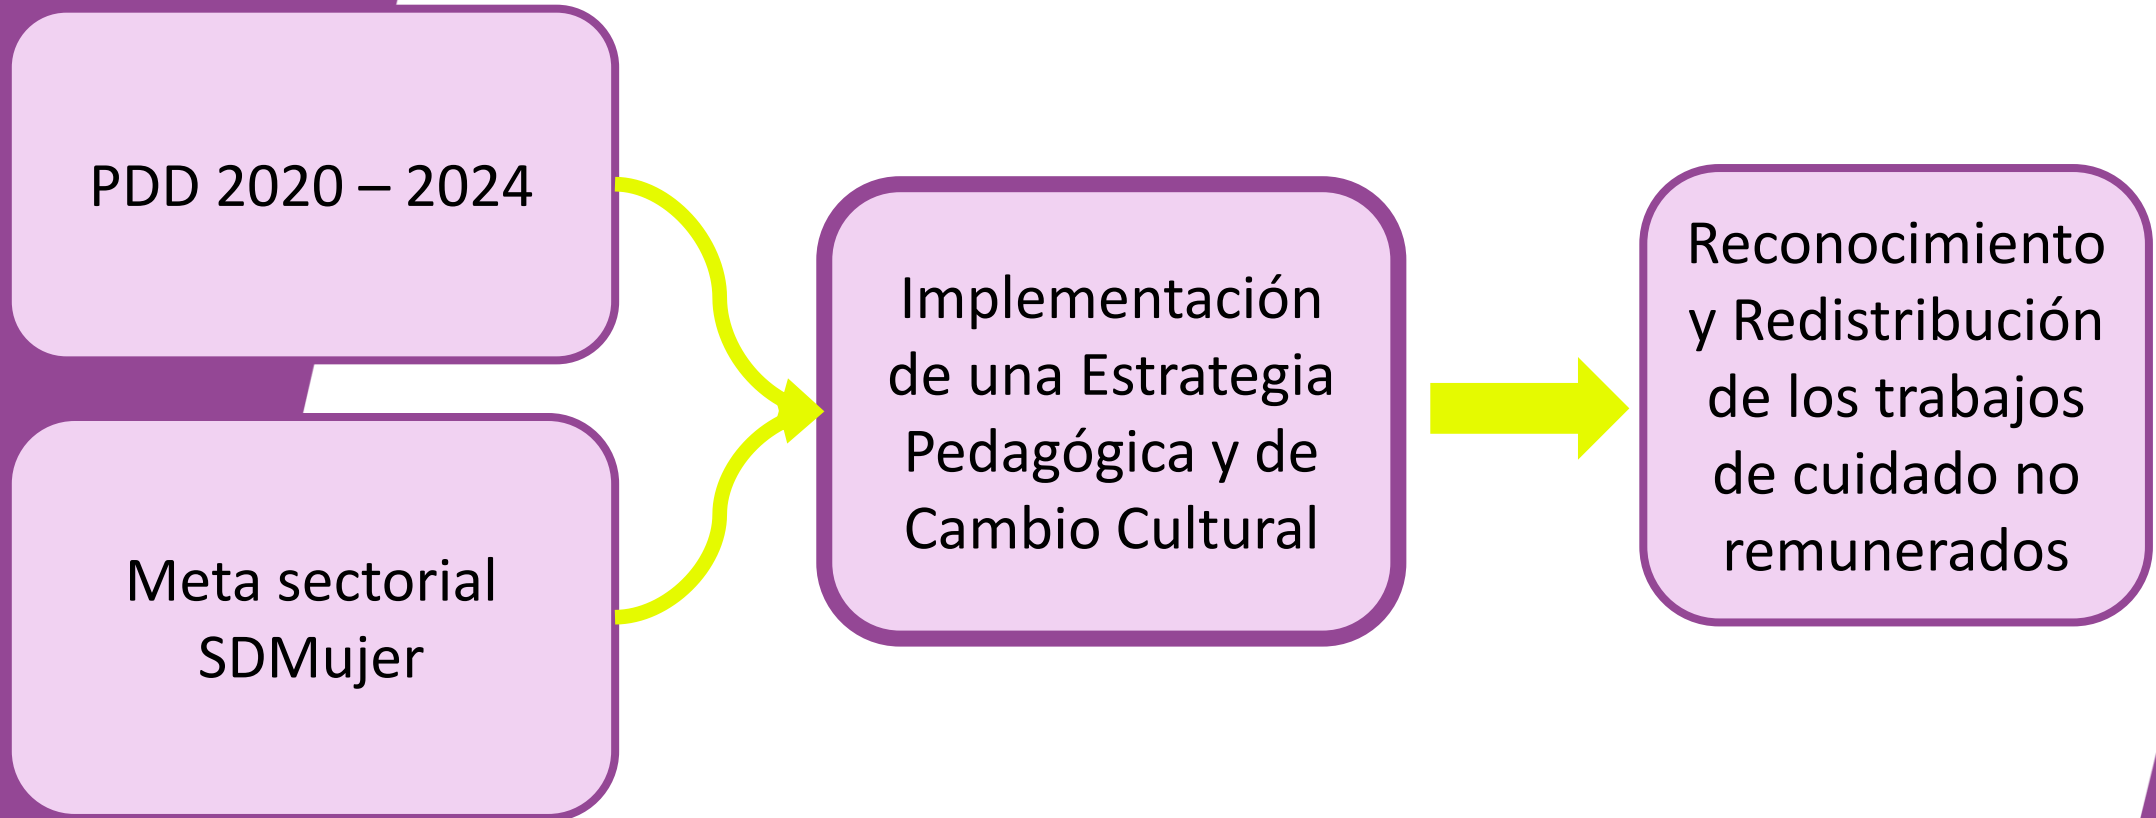 PDD 2020 – 2024
Meta sectorial
SDMujer
Implementación
de una Estrategia
Pedagógica y de
Cambio Cultural
Reconocimiento
y Redistribución
de los trabajos
de cuidado no
remunerados